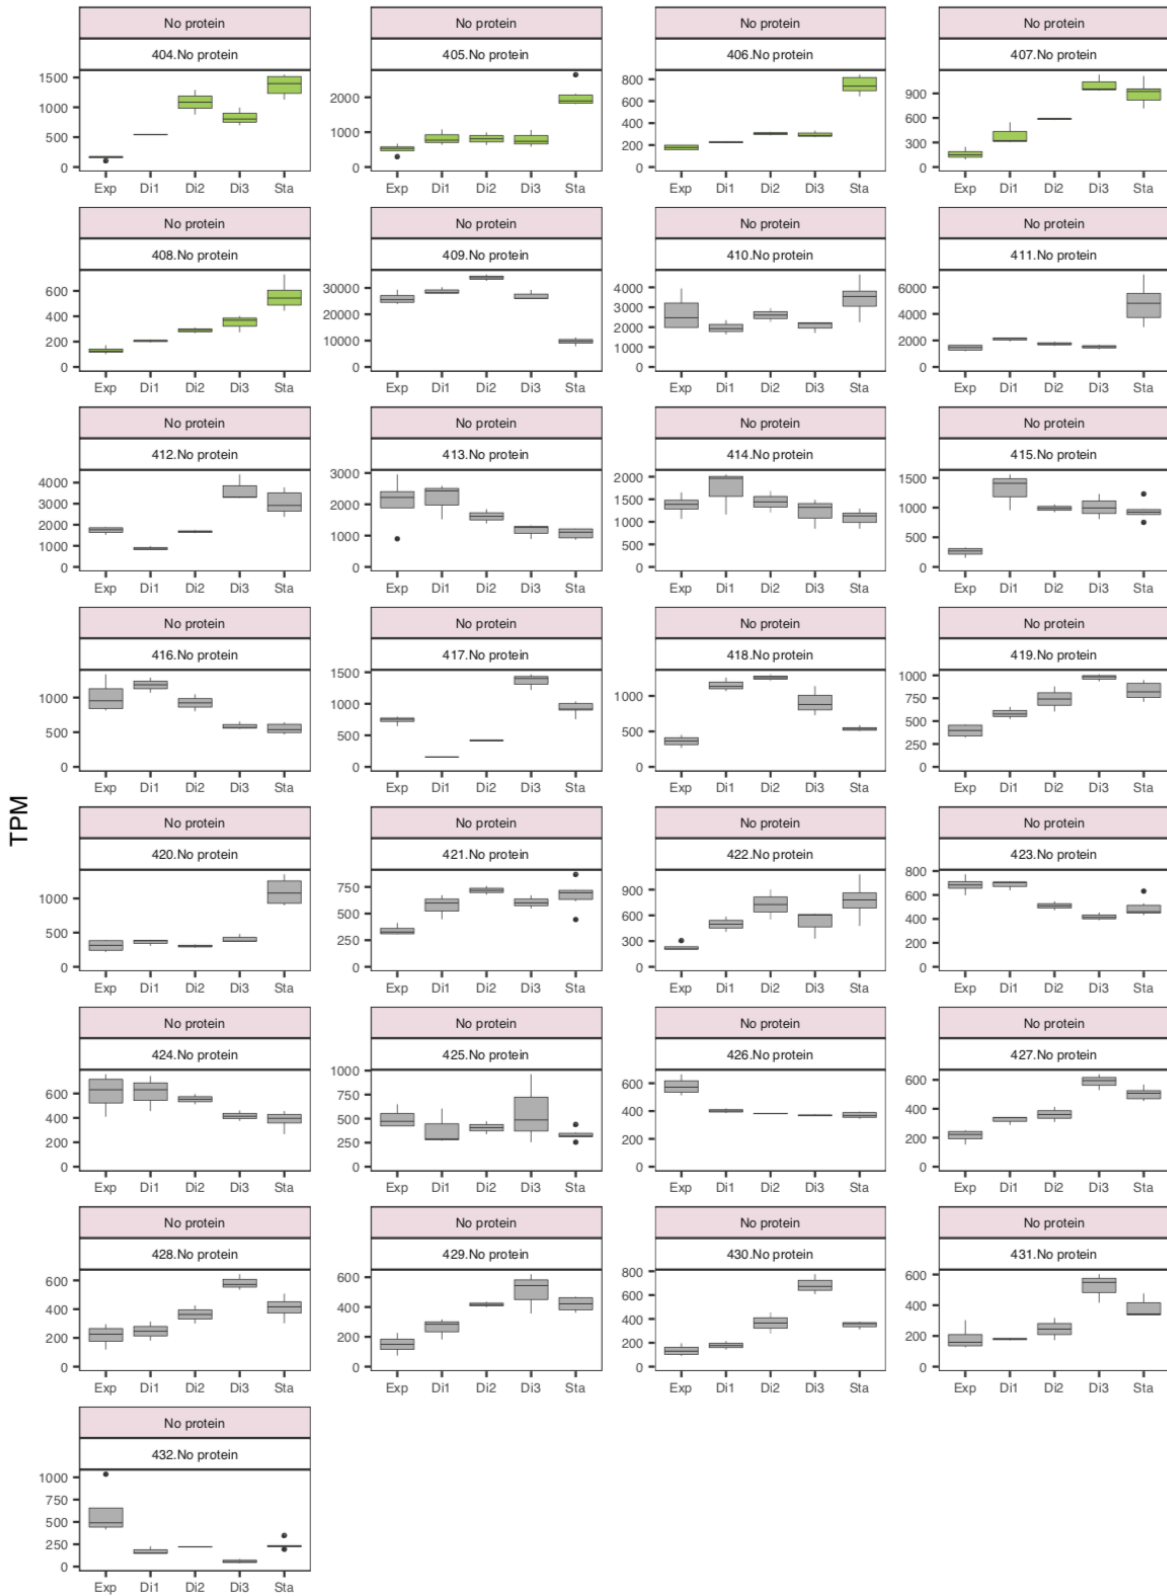 No protein No protein No protein No protein
404.No protein 405.No protein 406.No protein 407.No protein
1500 1000 500 0
2000 1000 0
800 600 400 200 0
900 600 300 0
Exp Di1 Di2 Di3 Sta Exp Di1 Di2 Di3 Sta Exp Di1 Di2 Di3 Sta Exp Di1 Di2 Di3 Sta
No protein No protein No protein No protein
408.No protein 409.No protein 410.No protein 411.No protein
600 400 200 0
30000 20000 10000 0
4000 3000 2000 1000 0
6000 4000 2000 0
Exp Di1 Di2 Di3 Sta Exp Di1 Di2 Di3 Sta Exp Di1 Di2 Di3 Sta Exp Di1 Di2 Di3 Sta
No protein No protein No protein No protein
412.No protein 413.No protein 414.No protein 415.No protein
4000 3000 2000 1000 0
3000 2000 1000 0
2000 1500 1000 500 0
1500 1000 500 0
Exp Di1 Di2 Di3 Sta Exp Di1 Di2 Di3 Sta Exp Di1 Di2 Di3 Sta Exp Di1 Di2 Di3 Sta
No protein No protein No protein No protein
416.No protein 417.No protein 418.No protein 419.No protein
1000 500 0
1500 1000 500 0
1000 500 0
1000 750 500 250 0
Exp Di1 Di2 Di3 Sta Exp Di1 Di2 Di3 Sta Exp Di1 Di2 Di3 Sta Exp Di1 Di2 Di3 Sta
TPM
No protein No protein No protein No protein
420.No protein 421.No protein 422.No protein 423.No protein
1000 500 0
750 500 250 0
900 600 300 0
800 600 400 200 0
Exp Di1 Di2 Di3 Sta Exp Di1 Di2 Di3 Sta Exp Di1 Di2 Di3 Sta Exp Di1 Di2 Di3 Sta
No protein No protein No protein No protein
424.No protein 425.No protein 426.No protein 427.No protein
600 400 200 0
1000 750 500 250 0
600 400 200 0
600 400 200 0
Exp Di1 Di2 Di3 Sta Exp Di1 Di2 Di3 Sta Exp Di1 Di2 Di3 Sta Exp Di1 Di2 Di3 Sta
No protein No protein No protein No protein
428.No protein 429.No protein 430.No protein 431.No protein
600 400 200 0
600 400 200 0
800 600 400 200 0
600 400 200 0
Exp Di1 Di2 Di3 Sta Exp Di1 Di2 Di3 Sta Exp Di1 Di2 Di3 Sta Exp Di1 Di2 Di3 Sta
No protein
432.No protein
1000 750 500 250 0
Exp Di1 Di2 Di3 Sta